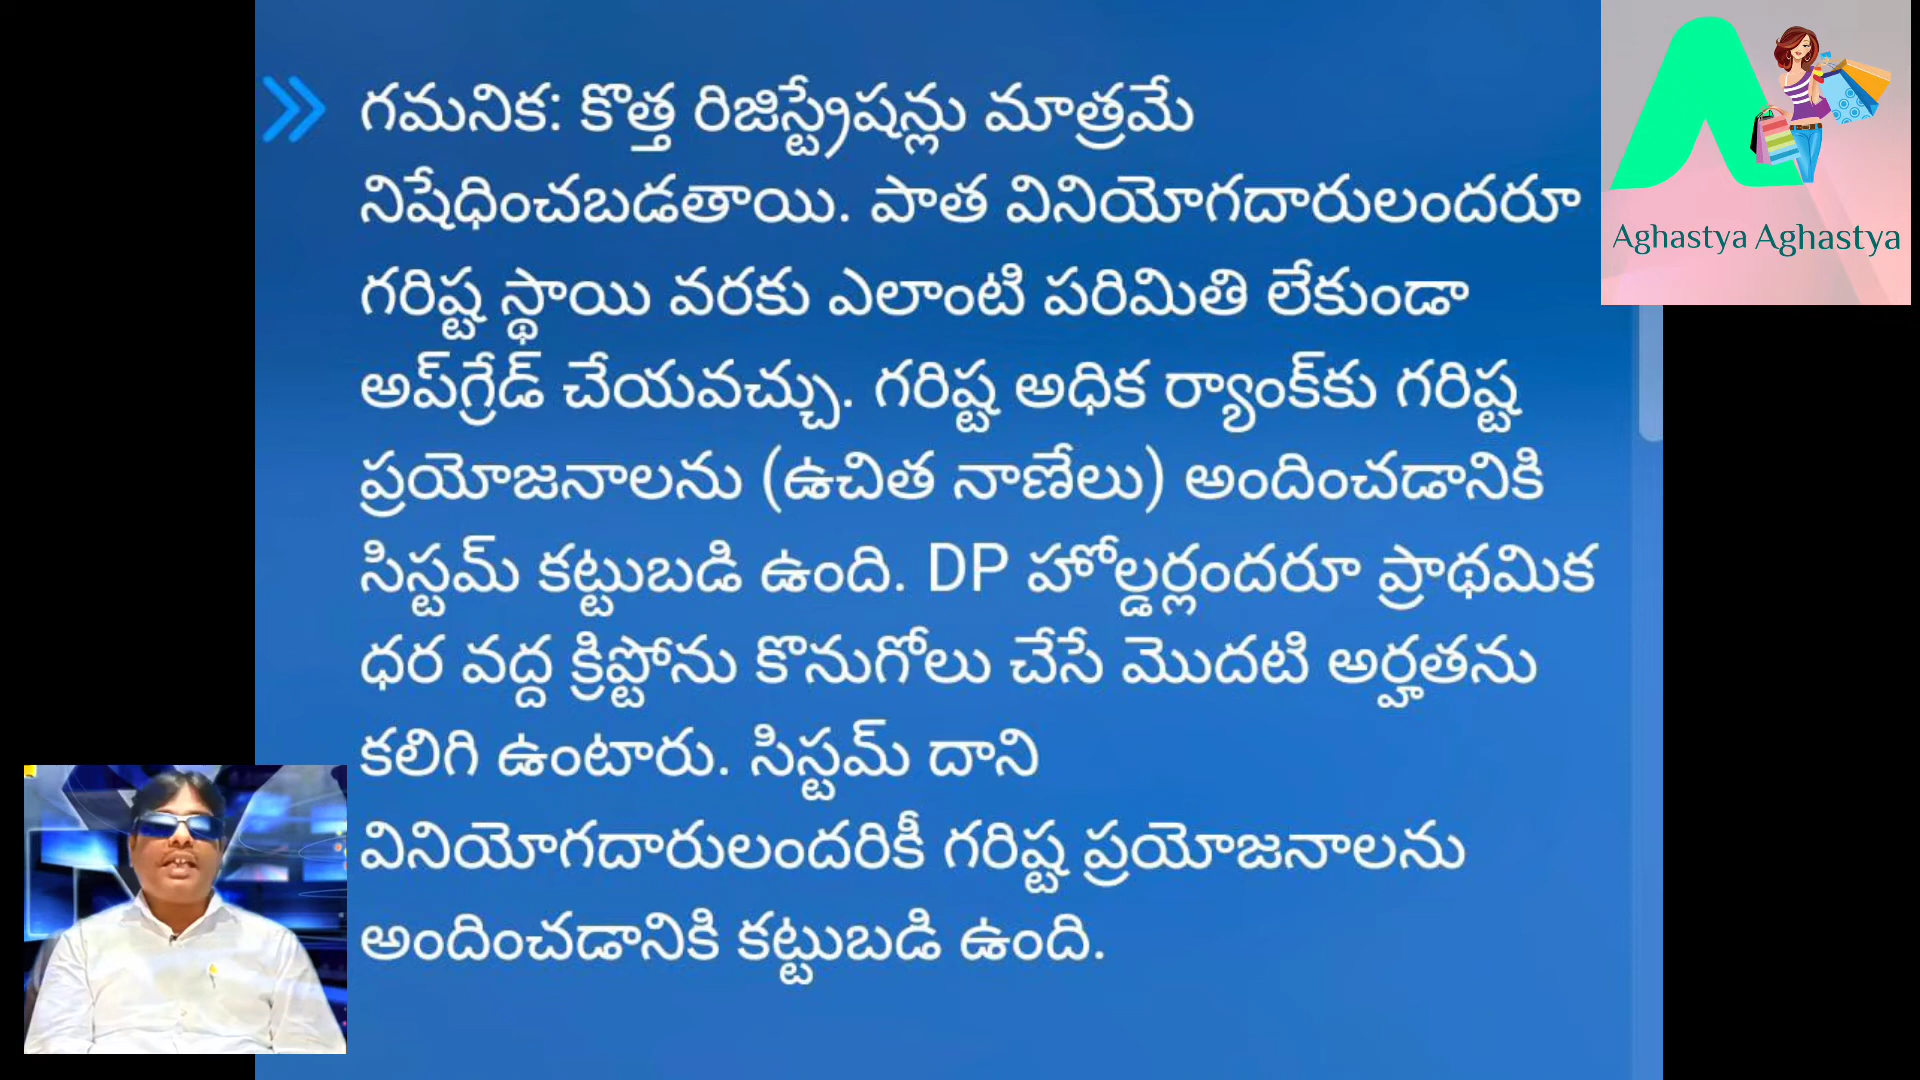 గమనిక: కొత్త రిజిస్ట్రేషన్లు మాత్రమే
నిషేధించబడతాయి. పాత వినియోగదారులందరూ
గరిష్ట స్థాయి వరకు ఎలాంటి పరిమితి లేకుండా
అప్‌గ్రేడ్ చేయవచ్చు. గరిష్ట అధిక ర్యాంక్‌కు గరిష్ట
ప్రయోజనాలను (ఉచిత నాణేలు) అందించడానికి
సిస్టమ్ కట్టుబడి ఉంది. DP హోల్డర్లందరూ ప్రాథమిక
ధర వద్ద క్రిప్టోను కొనుగోలు చేసే మొదటి అర్హతను
కలిగి ఉంటారు. సిస్టమ్ దాని
వినియోగదారులందరికీ గరిష్ట ప్రయోజనాలను
అందించడానికి కట్టుబడి ఉంది.
Aghastya Aghastya